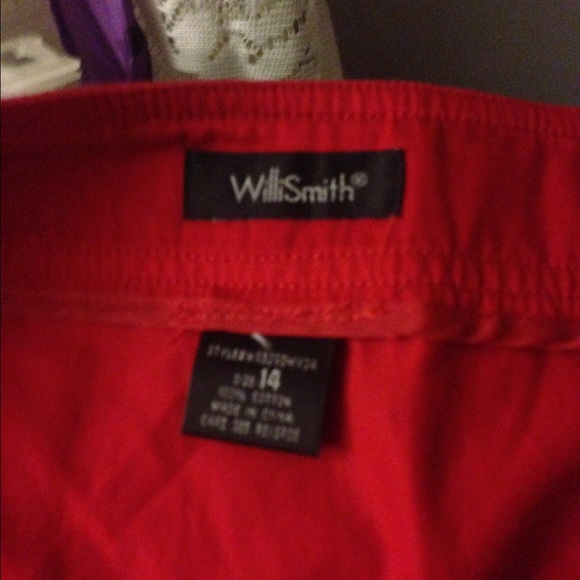 WilliSmith®
SIZE 14
100% COTTON
MADE IN CHINA
CARE SEE REVERSE